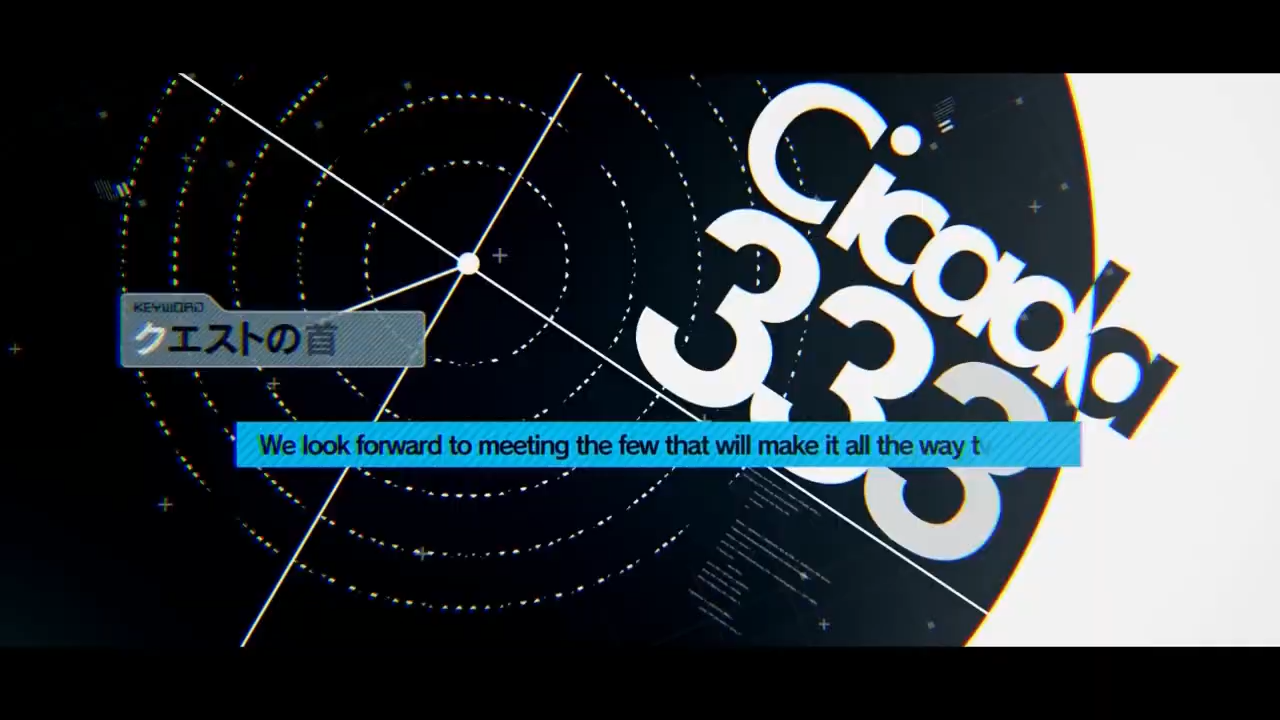 Cicada
333
KEYWORD
クエストの首
We look forward to meeting the few that will make it all the way t